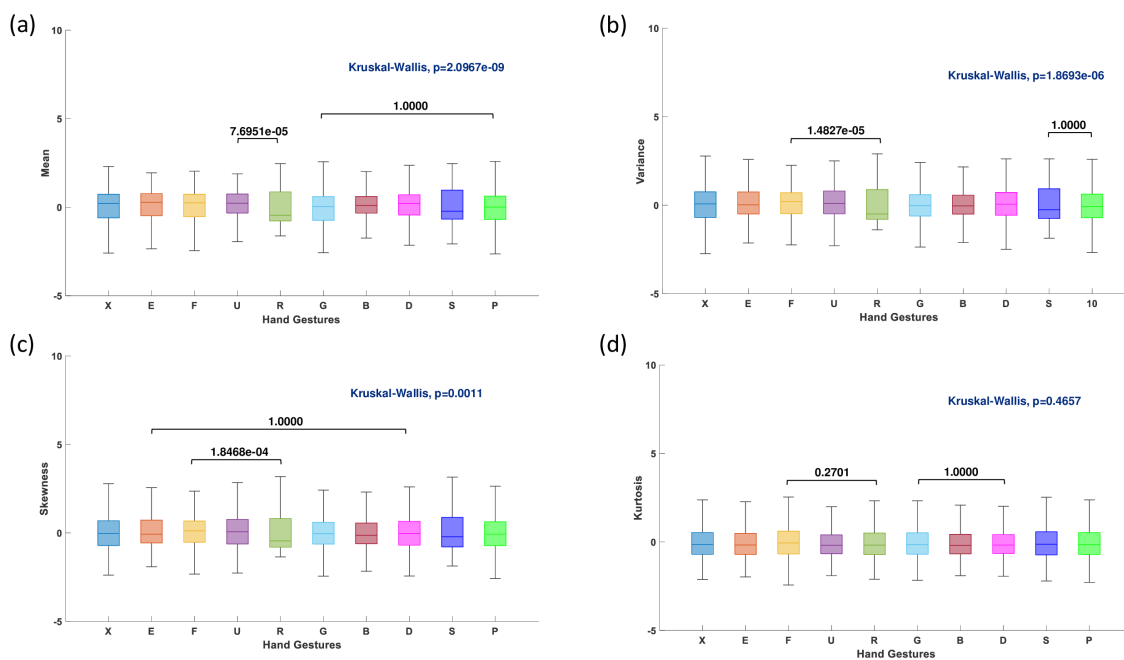 (a)
10
Kruskal-Wallis, p=2.0967e-09
1.0000
5
7.6951e-05
Mean
0
-5
X E F U R G B D S P
Hand Gestures
(b)
10
Kruskal-Wallis, p=1.8693e-06
5
1.4827e-05
1.0000
Variance
0
-5
X E F U R G B D S 10
Hand Gestures
(c)
10
Kruskal-Wallis, p=0.0011
1.0000
5
1.8468e-04
Skewness
0
-5
X E F U R G B D S P
Hand Gestures
(d)
10
Kruskal-Wallis, p=0.4657
5
0.2701
1.0000
Kurtosis
0
-5
X E F U R G B D S P
Hand Gestures